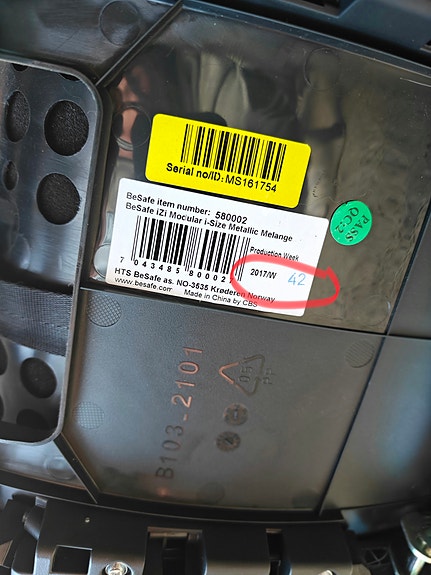 Serial no/ID: MS161754
BeSafe item number: 580002
BeSafe iZi Mocular i-Size Metallic Melange
Production Week
2017/W 42
7 043485 80002
HTS BeSafe as. NO-3535 Krøderen Norway
www.besafe.com Made in China by CBS
PASS
QC-2
B103-2101